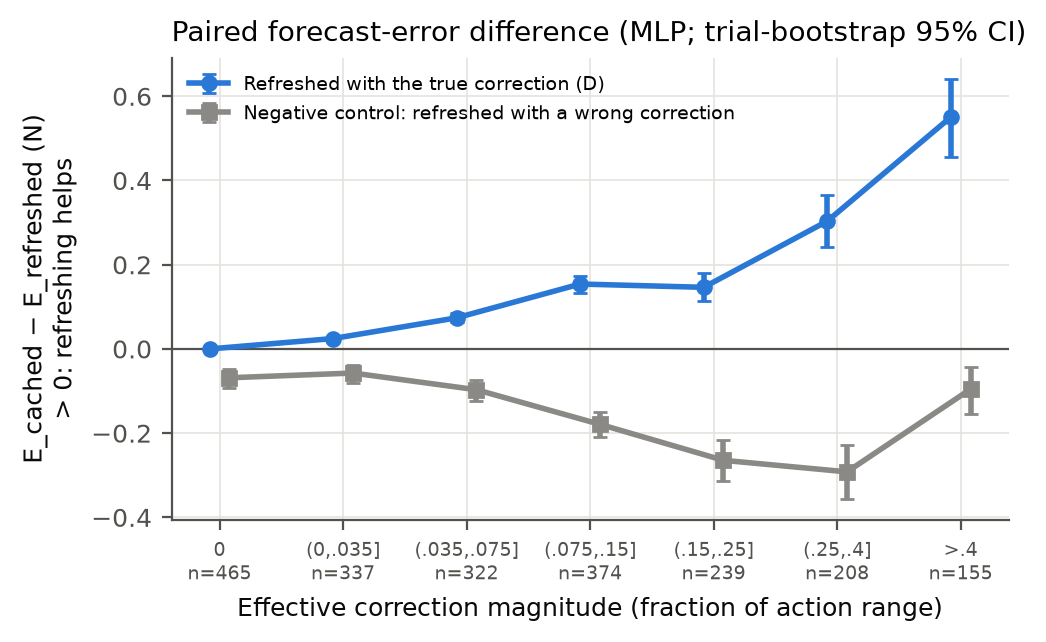 Paired forecast-error difference (MLP; trial-bootstrap 95% CI)
Refreshed with the true correction (D)
Negative control: refreshed with a wrong correction
E_cached − E_refreshed (N)
> 0: refreshing helps
0.6
0.4
0.2
0.0
−0.2
−0.4
0 (0,.035] (.035,.075] (.075,.15] (.15,.25] (.25,.4] >.4
n=465 n=337 n=322 n=374 n=239 n=208 n=155
Effective correction magnitude (fraction of action range)